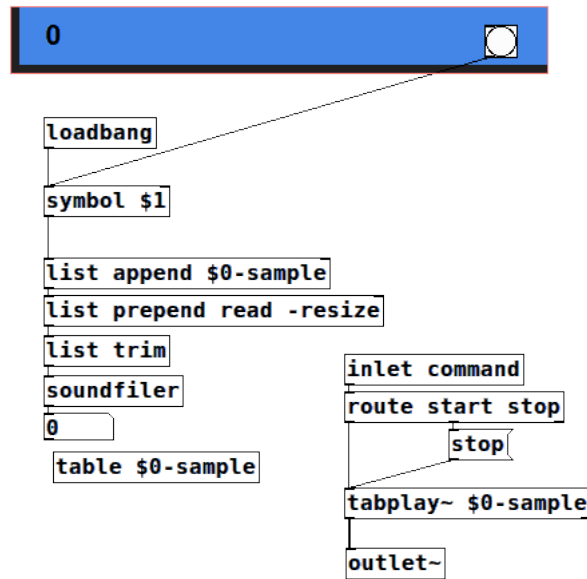 0
loadbang
symbol $1
list append $0-sample
list prepend read -resize
list trim
soundfiler
0
table $0-sample
inlet command
route start stop
stop
tabplay~ $0-sample
outlet~